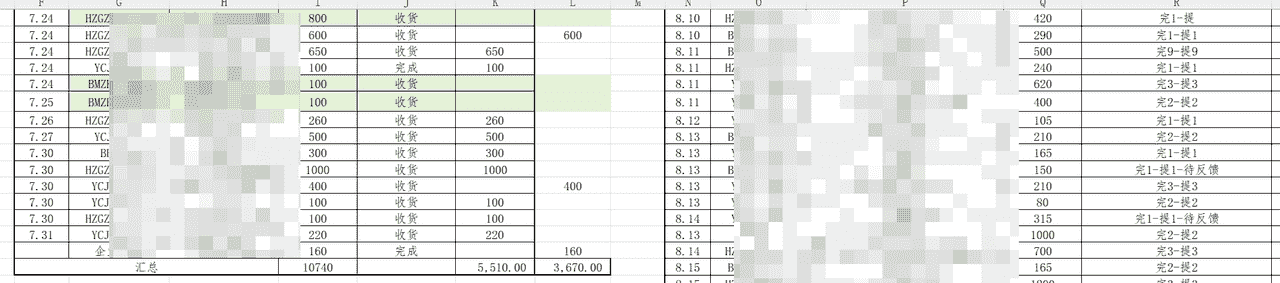 F G H I J K L M N O P Q R
7.24 HZGZ 800 收货
7.24 HZGZ 600 收货 600
7.24 HZGZ 650 收货 650
7.24 YCJ 100 完成 100
7.24 BMZH 100 收货
7.25 BMZH 100 收货
7.26 HZGZ 260 收货 260
7.27 YCJ 500 收货 500
7.30 300 收货 300
7.30 HZGZ 1000 收货 1000
7.30 YCJ 400 收货 400
7.30 YCJ 100 收货 100
7.30 HZGZ 100 收货 100
7.31 YCJ 220 收货 220
企 160 完成 160
汇总 10740 5,510.00 3,670.00
8.10 HZ 420 完1-提
8.10 B 290 完1-提1
8.11 500 完9-提9
8.11 HZ 240 完1-提1
8.11 620 完3-提3
8.11 400 完2-提2
8.12 105 完1-提1
8.13 B 210 完2-提2
8.13 165 完1-提1
8.13 B 150 完1-提1-待反馈
8.13 210 完3-提3
8.13 80 完2-提2
8.14 315 完1-提1-待反馈
8.13 1000 完2-提2
8.14 HZ 700 完3-提3
8.15 B 165 完2-提2